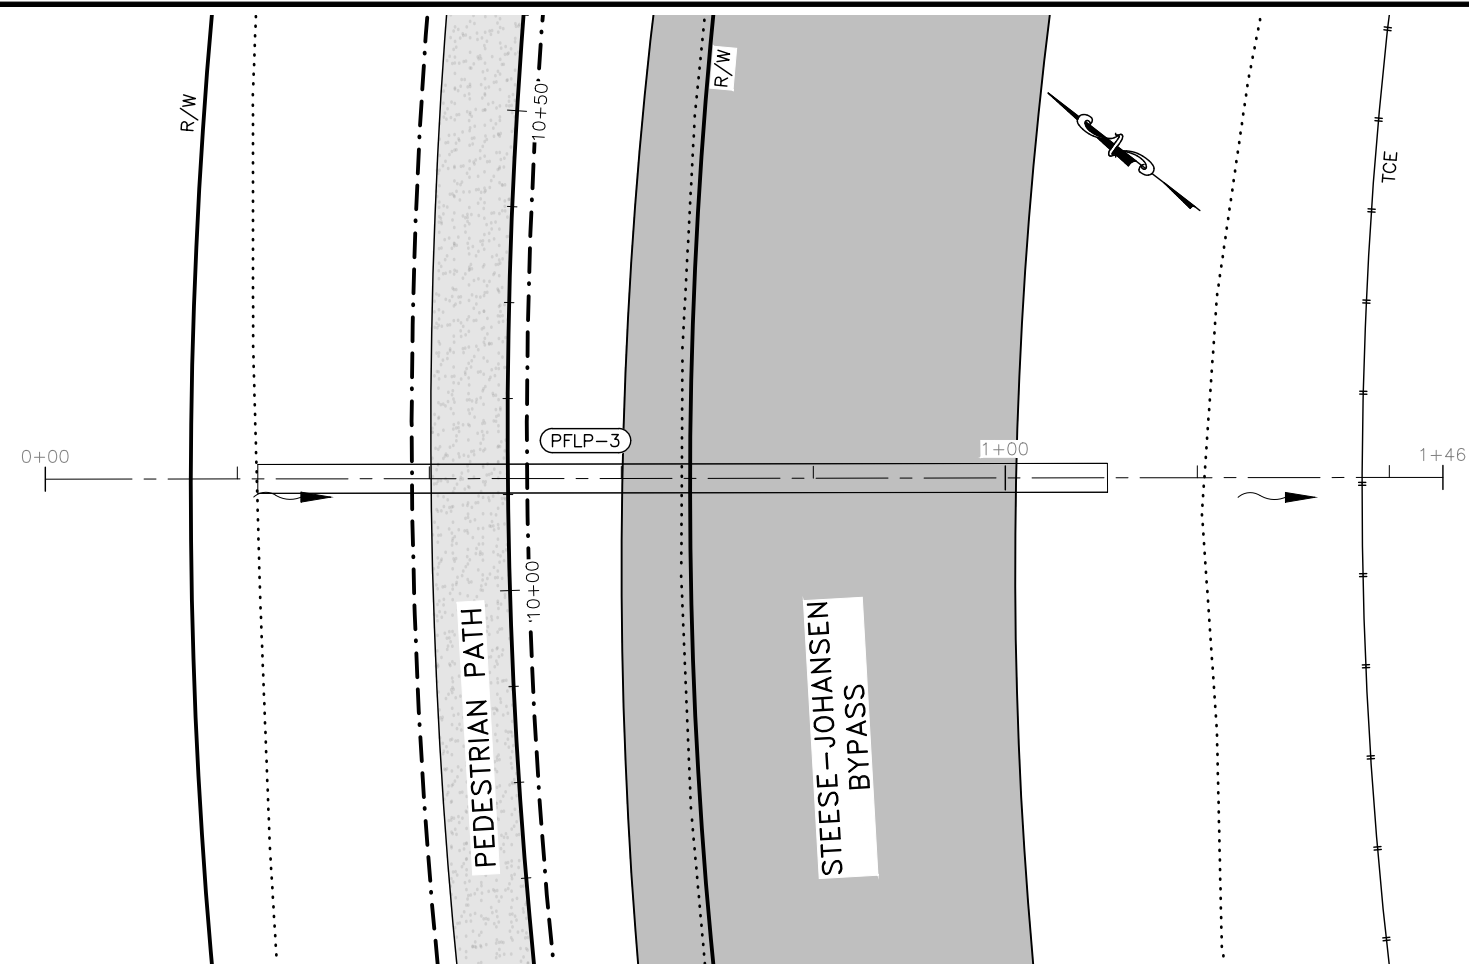 R/W
10+50
R/W
TCE
PFLP-3
0+00
1+00
1+46
10+00
PEDESTRIAN PATH
STEESE-JOHANSEN
BYPASS